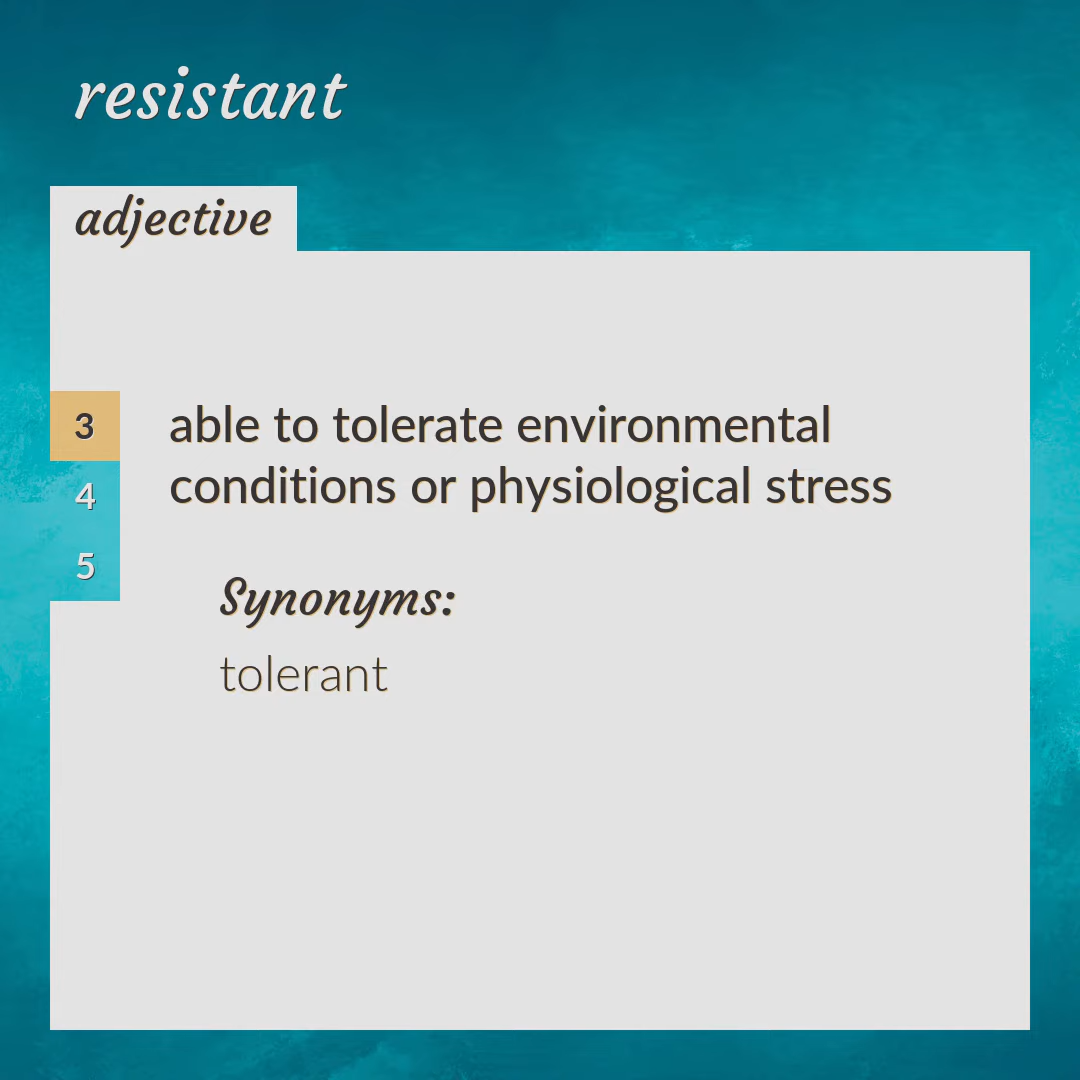 resistant
adjective
3
able to tolerate environmental
conditions or physiological stress
4
5
Synonyms:
tolerant